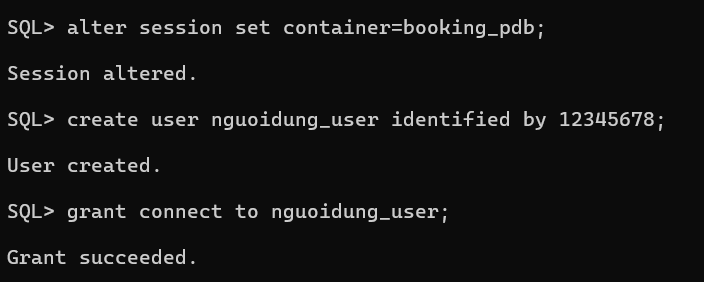 SQL> alter session set container=booking_pdb;
Session altered.
SQL> create user nguoidung_user identified by 12345678;
User created.
SQL> grant connect to nguoidung_user;
Grant succeeded.